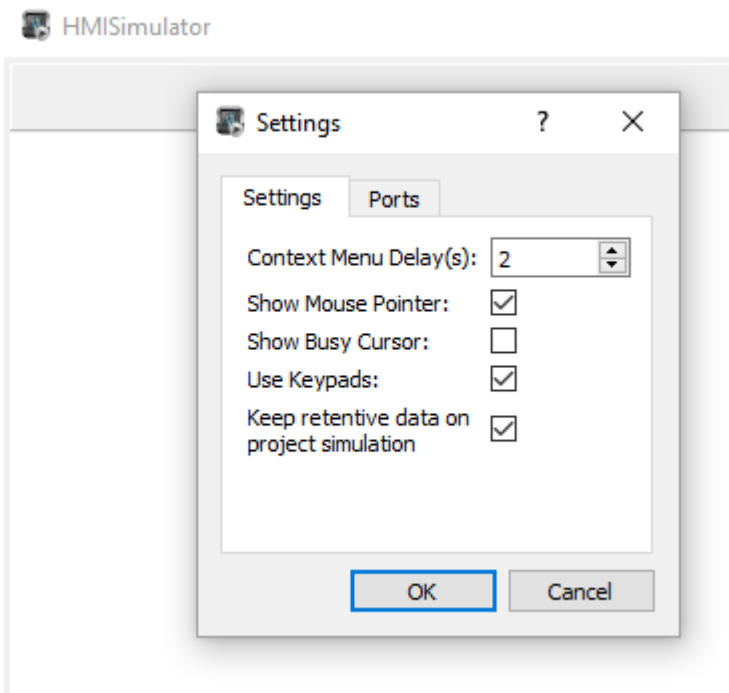 HMISimulator
Settings
?
Settings
Ports
Context Menu Delay(s):
2
Show Mouse Pointer:
Show Busy Cursor:
Use Keypads:
Keep retentive data on
project simulation
OK
Cancel